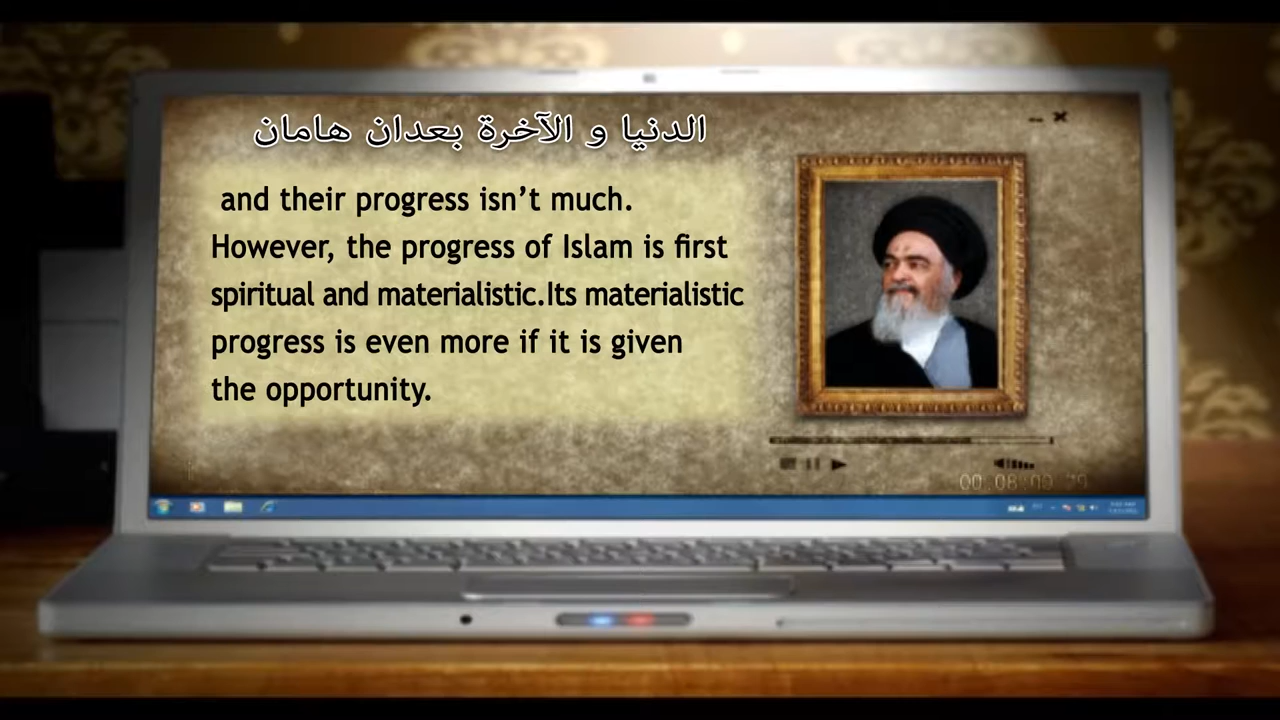 الدنيا و الآخرة بعدان هامان
and their progress isn’t much.
However, the progress of Islam is first
spiritual and materialistic.Its materialistic
progress is even more if it is given
the opportunity.